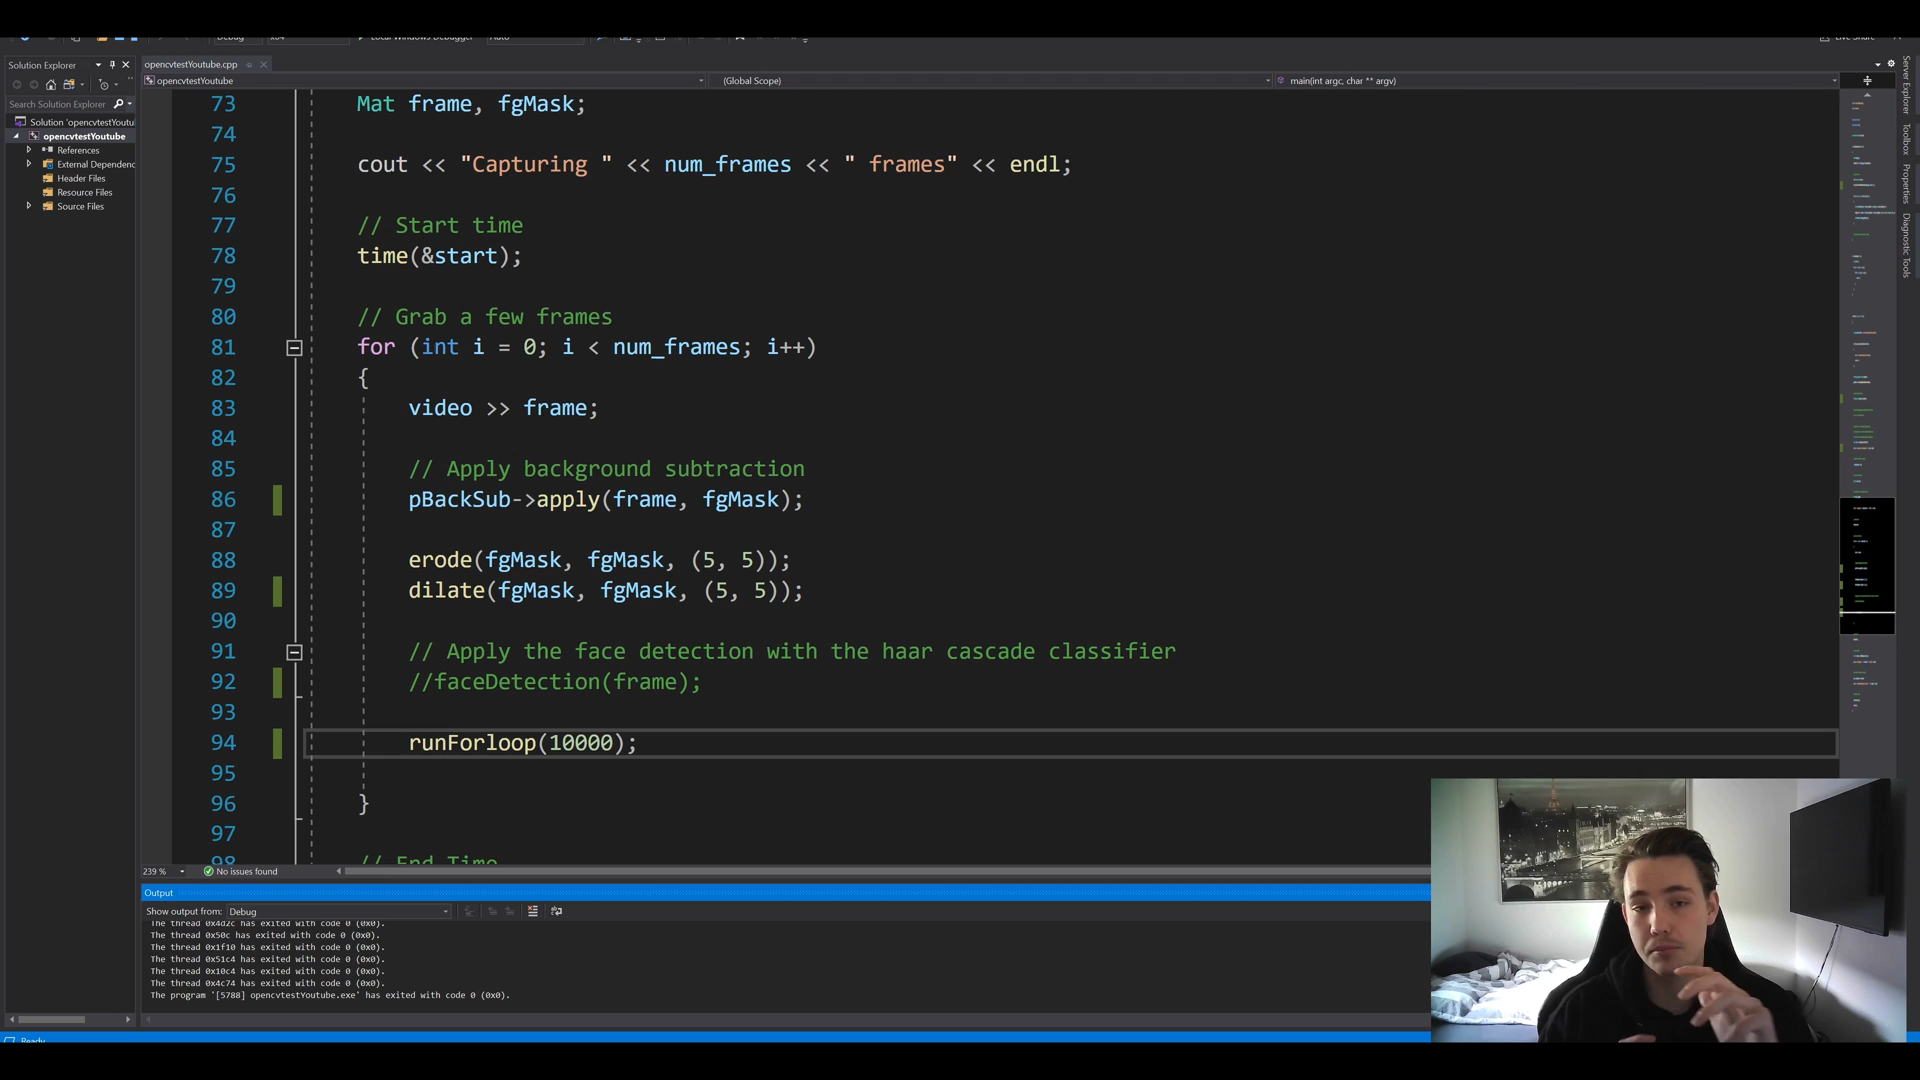 Debug
x64
Local Windows Debugger
Auto
Live Share
Solution Explorer
opencvtestYoutube.cpp
opencvtestYoutube
(Global Scope)
main(int argc, char ** argv)
Search Solution Explorer
Solution 'opencvtestYoutu
opencvtestYoutube
References
External Dependenc
Header Files
Resource Files
Source Files
73 Mat frame, fgMask;
74
75 cout << "Capturing " << num_frames << " frames" << endl;
76
77 // Start time
78 time(&start);
79
80 // Grab a few frames
81 for (int i = 0; i < num_frames; i++)
82 {
83 video >> frame;
84
85 // Apply background subtraction
86 pBackSub->apply(frame, fgMask);
87
88 erode(fgMask, fgMask, (5, 5));
89 dilate(fgMask, fgMask, (5, 5));
90
91 // Apply the face detection with the haar cascade classifier
92 //faceDetection(frame);
93
94 runForloop(10000);
95
96 }
97
98 // End Time
239 %
No issues found
Output
Show output from: Debug
The thread 0x4d2c has exited with code 0 (0x0).
The thread 0x50c has exited with code 0 (0x0).
The thread 0x1f10 has exited with code 0 (0x0).
The thread 0x51c4 has exited with code 0 (0x0).
The thread 0x10c4 has exited with code 0 (0x0).
The thread 0x4c74 has exited with code 0 (0x0).
The program '[5788] opencvtestYoutube.exe' has exited with code 0 (0x0).
Ready
Server Explorer
Toolbox
Properties
Diagnostic Tools